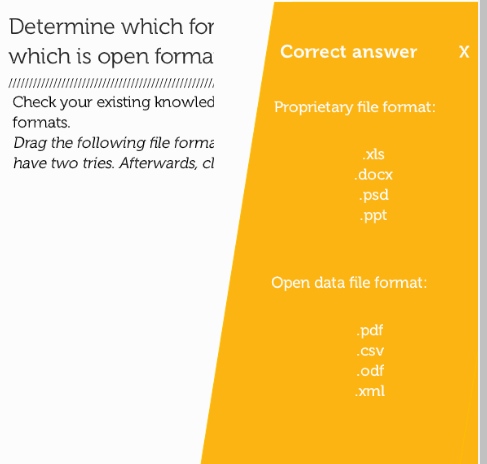 Determine which for
which is open forma
Check your existing knowled
formats.
Drag the following file forma
have two tries. Afterwards, cl
Correct answer X
Proprietary file format:
.xls
.docx
.psd
.ppt
Open data file format:
.pdf
.csv
.odf
.xml